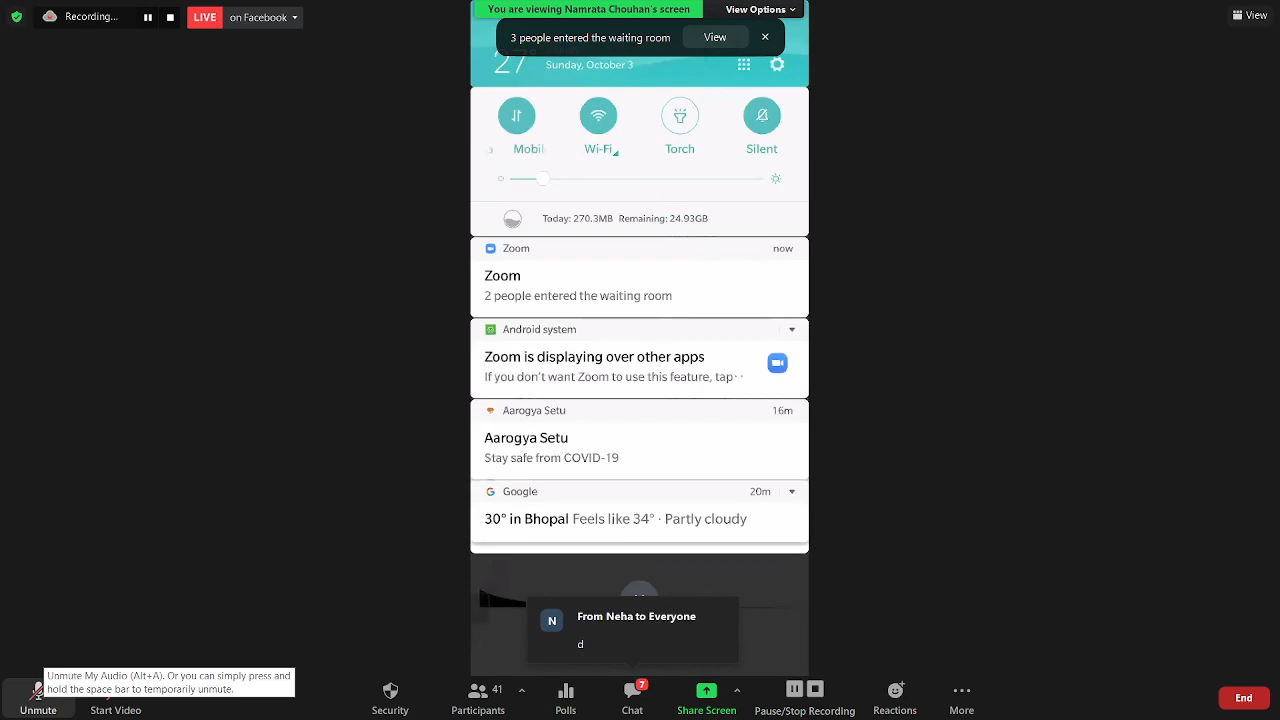 Recording...
LIVE
on Facebook
You are viewing Namrata Chouhan's screen
View Options
View
3 people entered the waiting room
View
27°
Sunday, October 3
Mobil
Wi-Fi
Torch
Silent
Today: 270.3MB Remaining: 24.93GB
Zoom
now
Zoom
2 people entered the waiting room
Android system
Zoom is displaying over other apps
If you don't want Zoom to use this feature, tap··
Aarogya Setu
16m
Aarogya Setu
Stay safe from COVID-19
Google
20m
30° in Bhopal Feels like 34° · Partly cloudy
N
From Neha to Everyone
d
Unmute My Audio (Alt+A). Or you can simply press and
hold the space bar to temporarily unmute.
Unmute
Start Video
Security
41
Participants
Polls
7
Chat
Share Screen
Pause/Stop Recording
Reactions
More
End